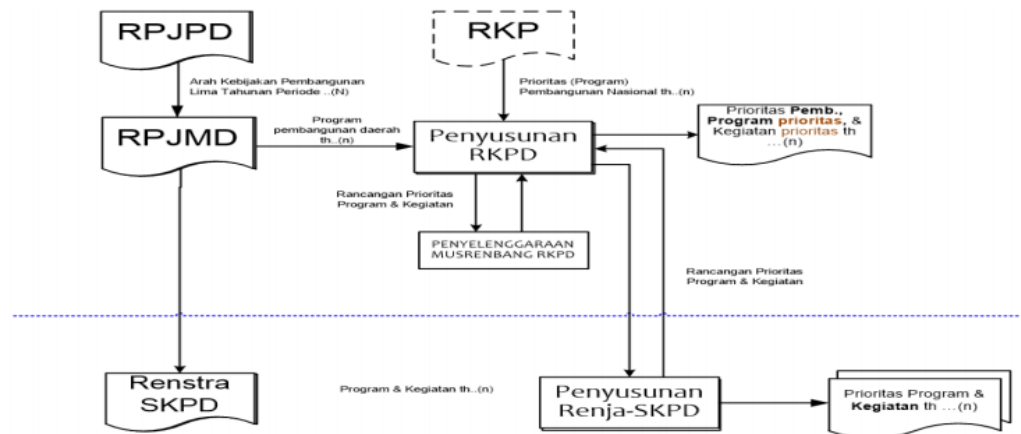 RPJPD
RKP
Arah Kebijakan Pembangunan
Lima Tahunan Periode ..(N)
Prioritas (Program)
Pembangunan Nasional th..(n)
RPJMD
Program
pembangunan daerah
th..(n)
Penyusunan
RKPD
Prioritas Pemb.,
Program prioritas, &
Kegiatan prioritas th
...(n)
Rancangan Prioritas
Program & Kegiatan
PENYELENGGARAAN
MUSRENBANG RKPD
Rancangan Prioritas
Program & Kegiatan
Renstra
SKPD
Program & Kegiatan th..(n)
Penyusunan
Renja-SKPD
Prioritas Program &
Kegiatan th ...(n)